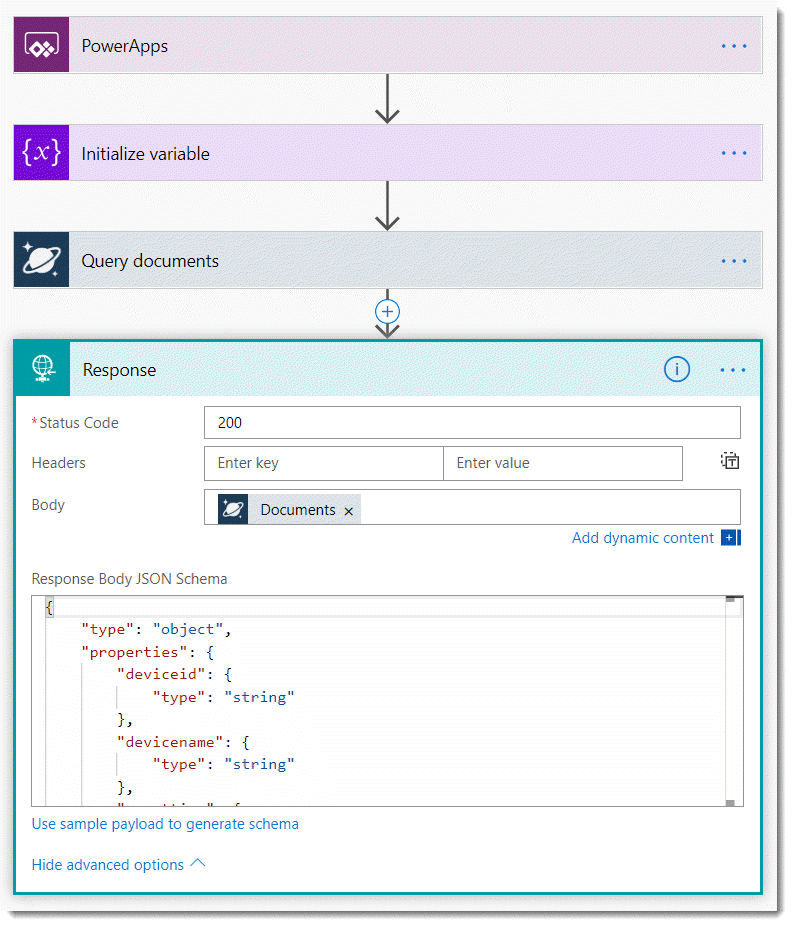 PowerApps
{x} Initialize variable
Query documents
Response
*Status Code 200
Headers Enter key Enter value
Body Documents ×
Add dynamic content
Response Body JSON Schema
{
"type": "object",
"properties": {
"deviceid": {
"type": "string"
},
"devicename": {
"type": "string"
},
Use sample payload to generate schema
Hide advanced options